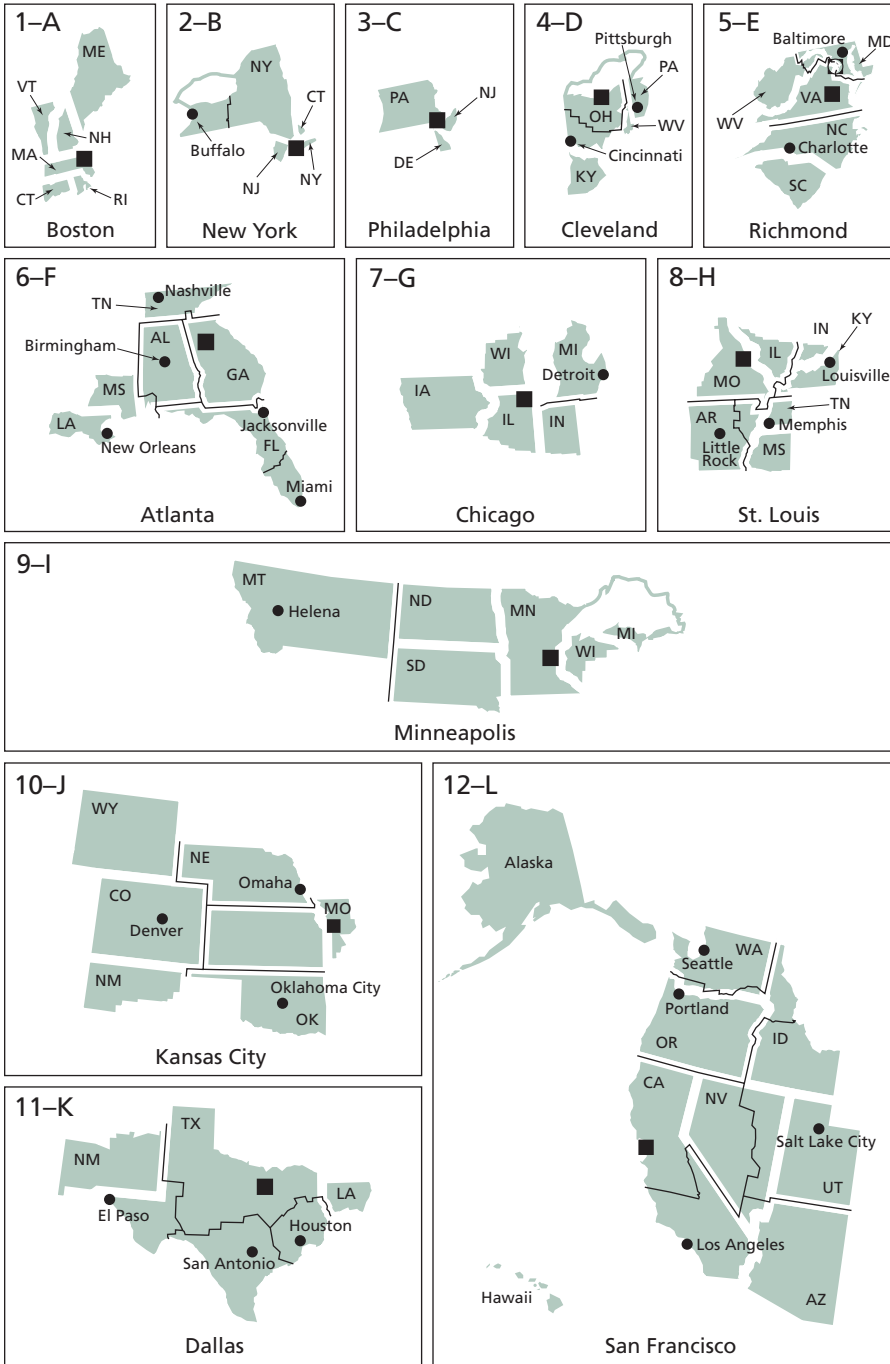 1–A
ME
VT
NH
MA
CT
RI
Boston
2–B
NY
CT
Buffalo
NJ
NY
New York
3–C
PA
NJ
DE
Philadelphia
4–D
Pittsburgh
PA
OH
WV
Cincinnati
KY
Cleveland
5–E
Baltimore
MD
WV
VA
NC
Charlotte
SC
Richmond
6–F
Nashville
TN
AL
Birmingham
GA
MS
LA
Jacksonville
New Orleans
FL
Miami
Atlanta
7–G
WI
MI
Detroit
IA
IL
IN
Chicago
8–H
KY
IN
IL
MO
Louisville
TN
AR
Memphis
Little
Rock
MS
St. Louis
9–I
MT
ND
MN
Helena
MI
WI
SD
Minneapolis
10–J
WY
NE
Omaha
CO
MO
Denver
NM
Oklahoma City
OK
Kansas City
11–K
TX
NM
LA
El Paso
Houston
San Antonio
Dallas
12–L
Alaska
WA
Seattle
Portland
OR
ID
CA
NV
Salt Lake City
UT
Los Angeles
AZ
Hawaii
San Francisco